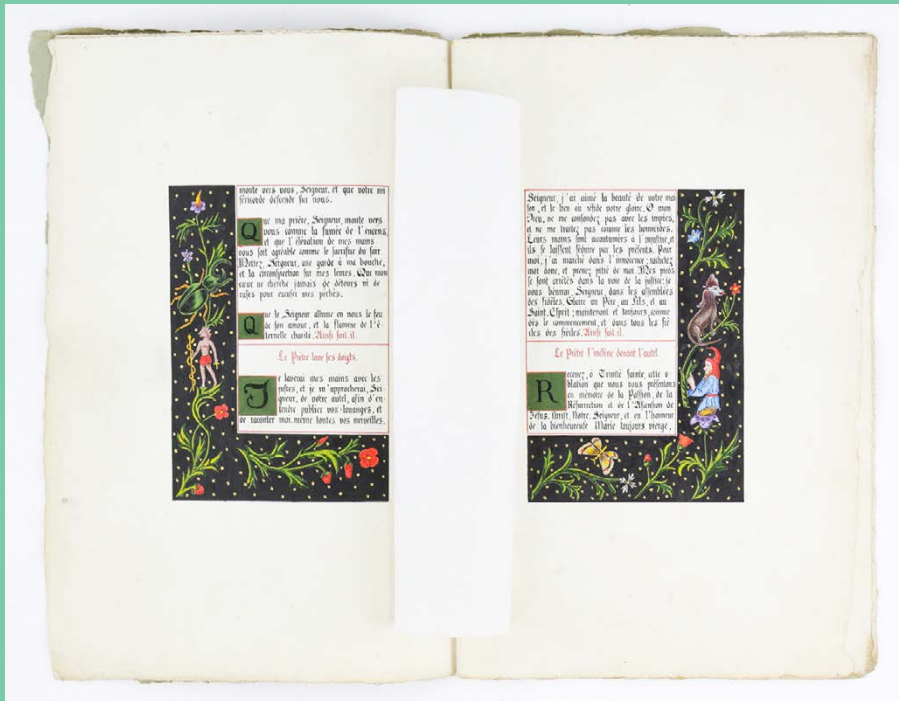 monte vers vous, Seigneur, et que votre mi
séricorde descende sur nous.
Que ma prière, Seigneur, monte vers
vous comme la fumée de l'encens,
et que l'élévation de mes mains
vous soit agréable comme le sacrifice du soir
Mettez, Seigneur, une garde à ma bouche,
et la circonspection sur mes lèvres. Que mon
cœur ne cherche jamais de détours ni de
ruses pour excuser mes péchés.
Que le Seigneur allume en nous le feu
de son amour, et la flamme de l'é-
ternelle charité. Ainsi soit il.
Le Prêtre lave ses doigts.
Je laverai mes mains avec les
justes, et je m'approcherai, Sei
gneur, de votre autel, afin d'en
tendre publier vos louanges, et
de raconter moi même toutes vos merveilles.
Seigneur, j'ai aimé la beauté de votre mai
son, et le lieu où réside votre gloire. O mon
Dieu, ne me confondez pas avec les impies,
et ne me traitez pas comme les homicides.
Leurs mains sont accoutumées à l'injustice, et
ils se laissent séduire par les présents. Pour
moi, j'ai marché dans l'innocence; rachetez
moi donc, et prenez pitié de moi. Mes pieds
se sont arrêtés dans la voie de la justice: je
vous bénirai, Seigneur, dans les assemblées
des fidèles. Gloire au Père, au Fils, et au
Saint, Esprit; maintenant et toujours, comme
dès le commencement, et dans tous les siè
cles des siècles. Ainsi soit il.
Le Prêtre s'incline devant l'autel
Recevez, ô Trinité sainte, cette o
blation que nous vous présentons
en mémoire de la Passion, de la
Résurrection et de l'Ascension de
Jésus, Christ, Notre, Seigneur, et en l'honneur
de la bienheureuse Marie toujours vierge,